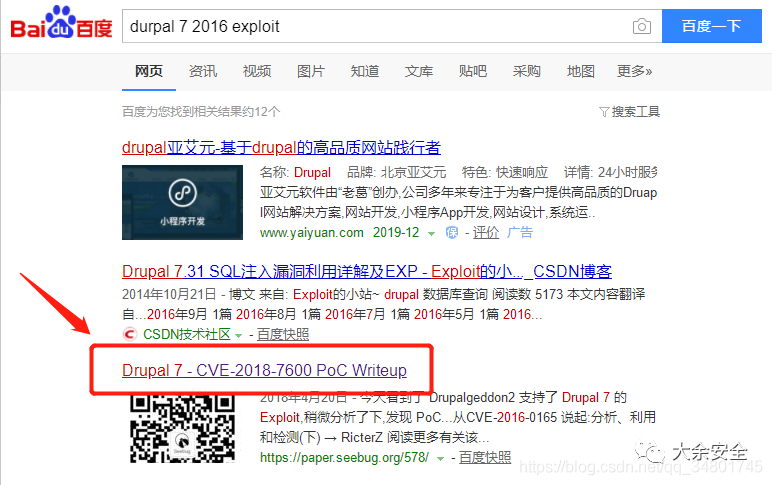 Bai du 百度
durpal 7 2016 exploit
百度一下
网页 资讯 视频 图片 知道 文库 贴吧 采购 地图 更多»
百度为您找到相关结果约12个
搜索工具
drupal亚艾元-基于drupal的高品质网站践行者
名称: Drupal 品牌: 北京亚艾元 特色: 快速响应 详情: 24小时服务
亚艾元软件由“老葛”创办,公司多年来专注于为客户提供高品质的Druap
l网站解决方案,网站开发,小程序App开发,网站设计,系统运..
www.yaiyuan.com 2019-12 保 - 评价 广告
小程序开发
Drupal 7.31 SQL注入漏洞利用详解及EXP - Exploit的小..._CSDN博客
2014年10月21日 - 博文 来自: Exploit的小站~ drupal 数据库查询 阅读数 5173 本文内容翻译
自...2016年9月 1篇 2016年8月 1篇 2016年7月 1篇 2016年5月 1篇 2016...
CSDN技术社区 - 百度快照
Drupal 7 - CVE-2018-7600 PoC Writeup
2018年4月20日 - 今天看到了 Drupalgeddon2 支持了 Drupal 7 的
Exploit,稍微分析了下,发现 PoC...从CVE-2016-0165 说起:分析、利用
和检测(下) → RicterZ 阅读更多有关该...
https://paper.seebug.org/578/ - 百度快照
Seebug
大余安全
https://blog.csdn.net/qq_34801745